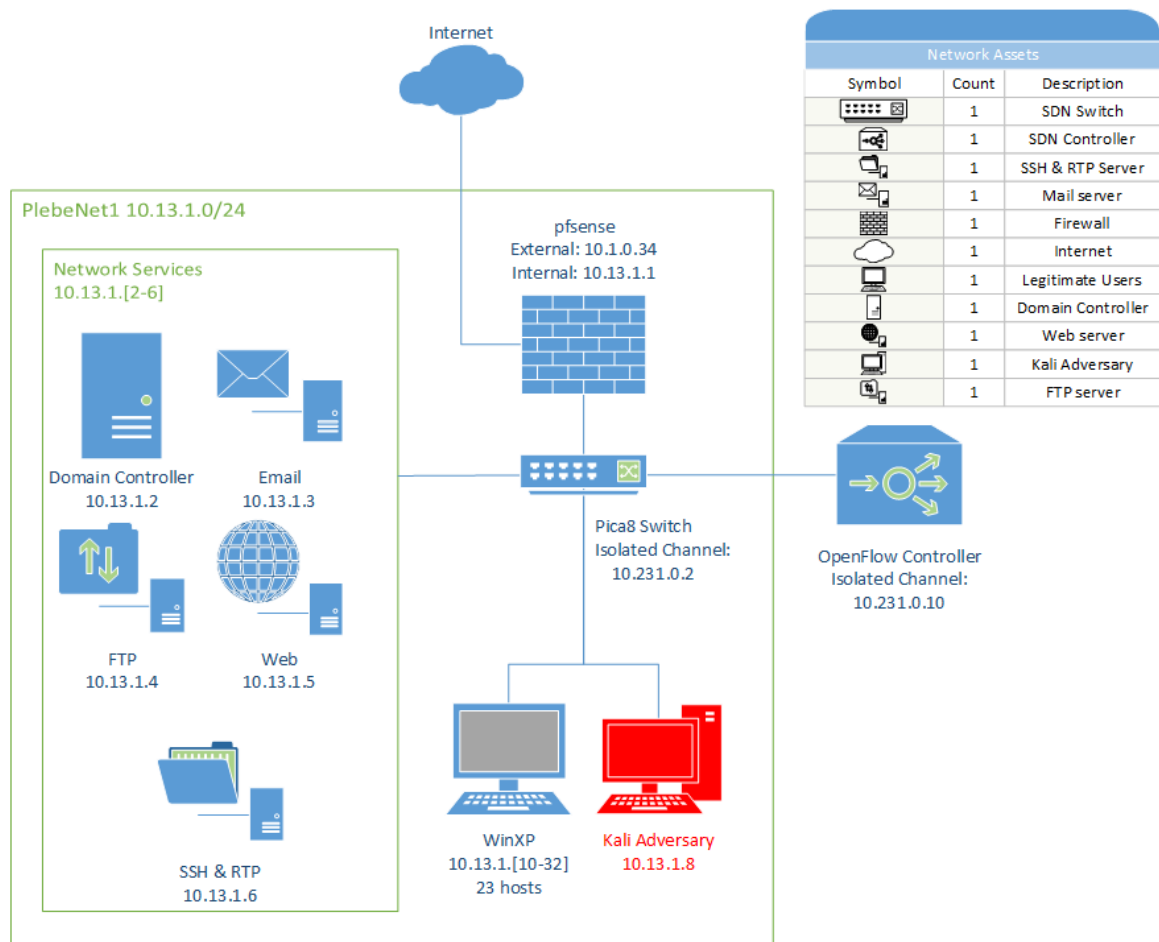 Internet
Network Assets
Symbol Count Description
1 SDN Switch
1 SDN Controller
1 SSH & RTP Server
1 Mail server
1 Firewall
1 Internet
1 Legitimate Users
1 Domain Controller
1 Web server
1 Kali Adversary
1 FTP server
PlebeNet1 10.13.1.0/24
pfsense
External: 10.1.0.34
Internal: 10.13.1.1
Network Services
10.13.1.[2-6]
Domain Controller
10.13.1.2
Email
10.13.1.3
FTP
10.13.1.4
Web
10.13.1.5
SSH & RTP
10.13.1.6
Pica8 Switch
Isolated Channel:
10.231.0.2
OpenFlow Controller
Isolated Channel:
10.231.0.10
WinXP
10.13.1.[10-32]
23 hosts
Kali Adversary
10.13.1.8